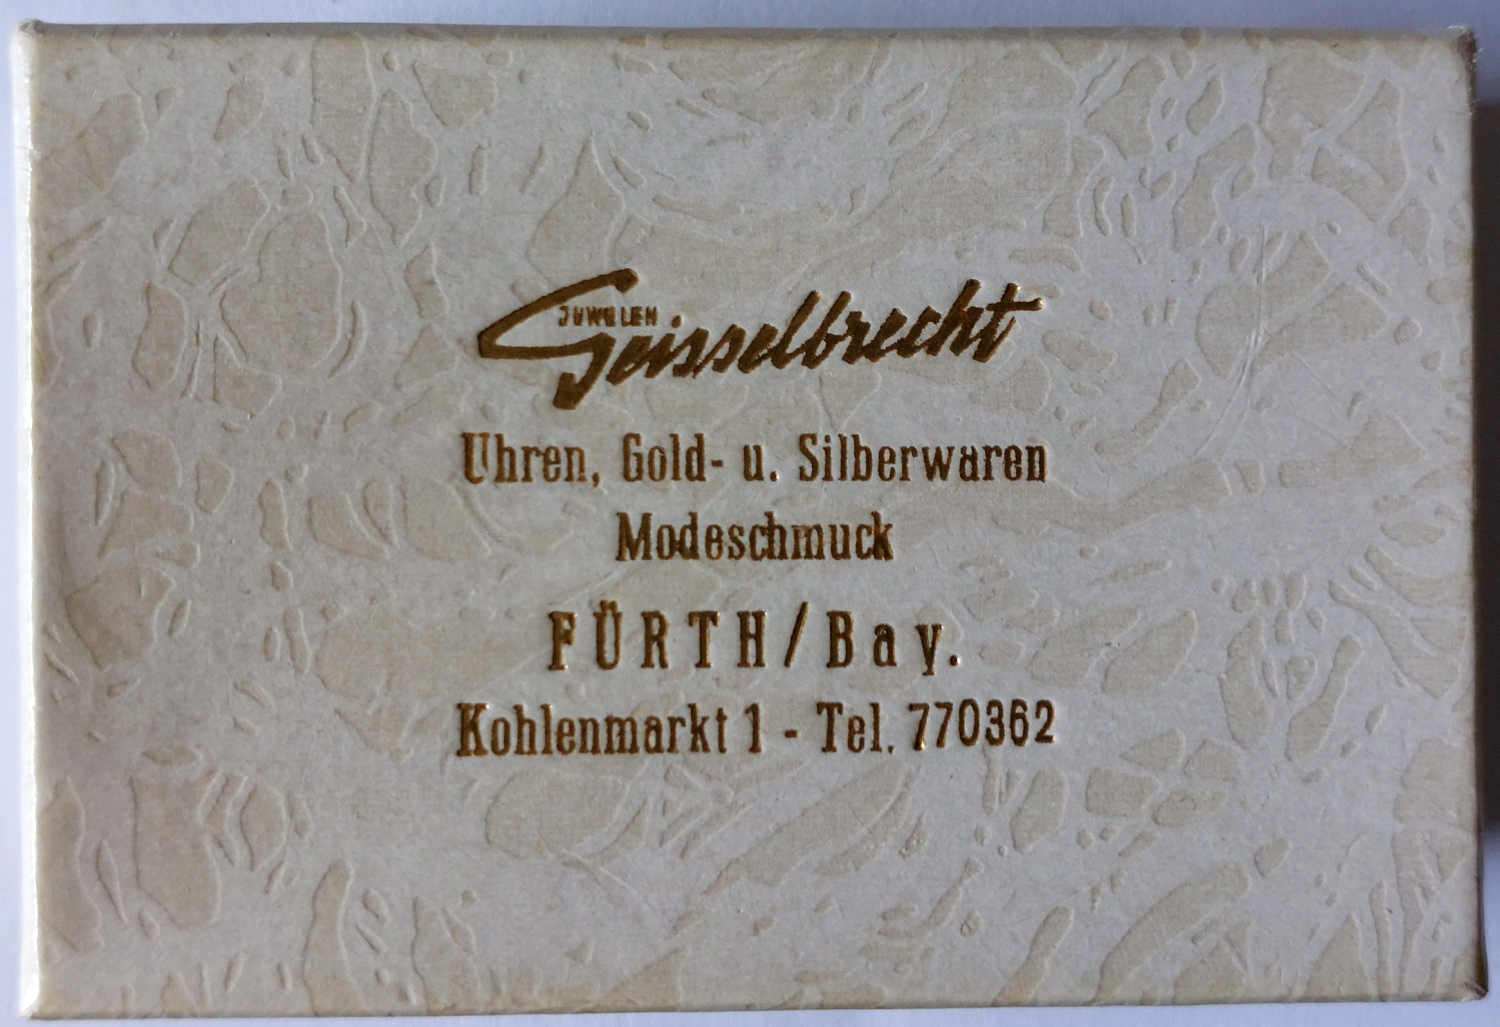 JUWELEN
Geisselbrecht
Uhren, Gold- u. Silberwaren
Modeschmuck
FÜRTH/Bay.
Kohlenmarkt 1 - Tel. 770362